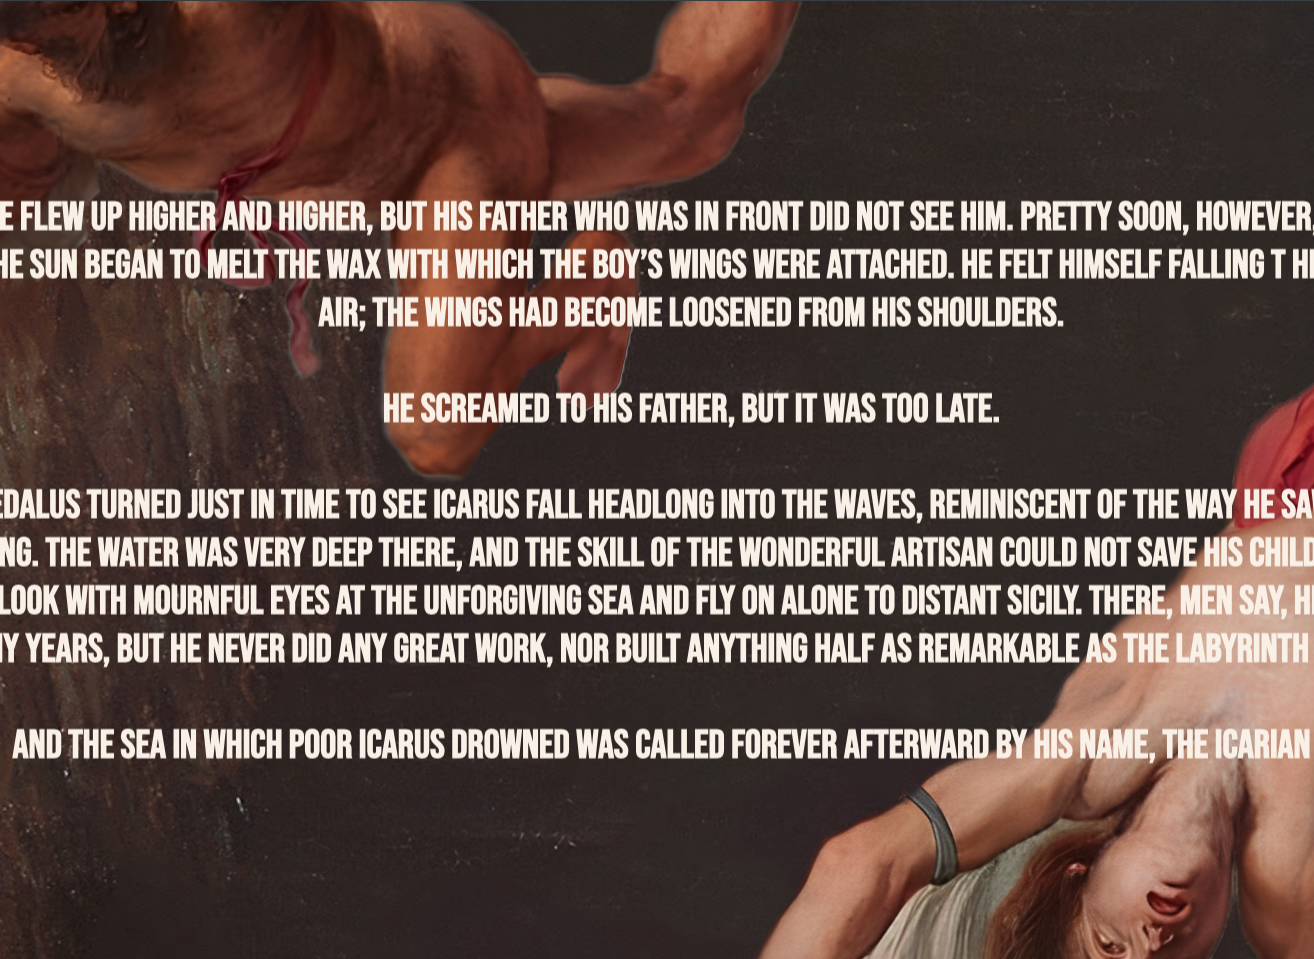 E FLEW UP HIGHER AND HIGHER, BUT HIS FATHER WHO WAS IN FRONT DID NOT SEE HIM. PRETTY SOON, HOWEVER,
HE SUN BEGAN TO MELT THE WAX WITH WHICH THE BOY’S WINGS WERE ATTACHED. HE FELT HIMSELF FALLING T H
AIR; THE WINGS HAD BECOME LOOSENED FROM HIS SHOULDERS.
HE SCREAMED TO HIS FATHER, BUT IT WAS TOO LATE.
EDALUS TURNED JUST IN TIME TO SEE ICARUS FALL HEADLONG INTO THE WAVES, REMINISCENT OF THE WAY HE SA
NG. THE WATER WAS VERY DEEP THERE, AND THE SKILL OF THE WONDERFUL ARTISAN COULD NOT SAVE HIS CHILD
LOOK WITH MOURNFUL EYES AT THE UNFORGIVING SEA AND FLY ON ALONE TO DISTANT SICILY. THERE, MEN SAY, H
Y YEARS, BUT HE NEVER DID ANY GREAT WORK, NOR BUILT ANYTHING HALF AS REMARKABLE AS THE LABYRINTH
AND THE SEA IN WHICH POOR ICARUS DROWNED WAS CALLED FOREVER AFTERWARD BY HIS NAME, THE ICARIAN